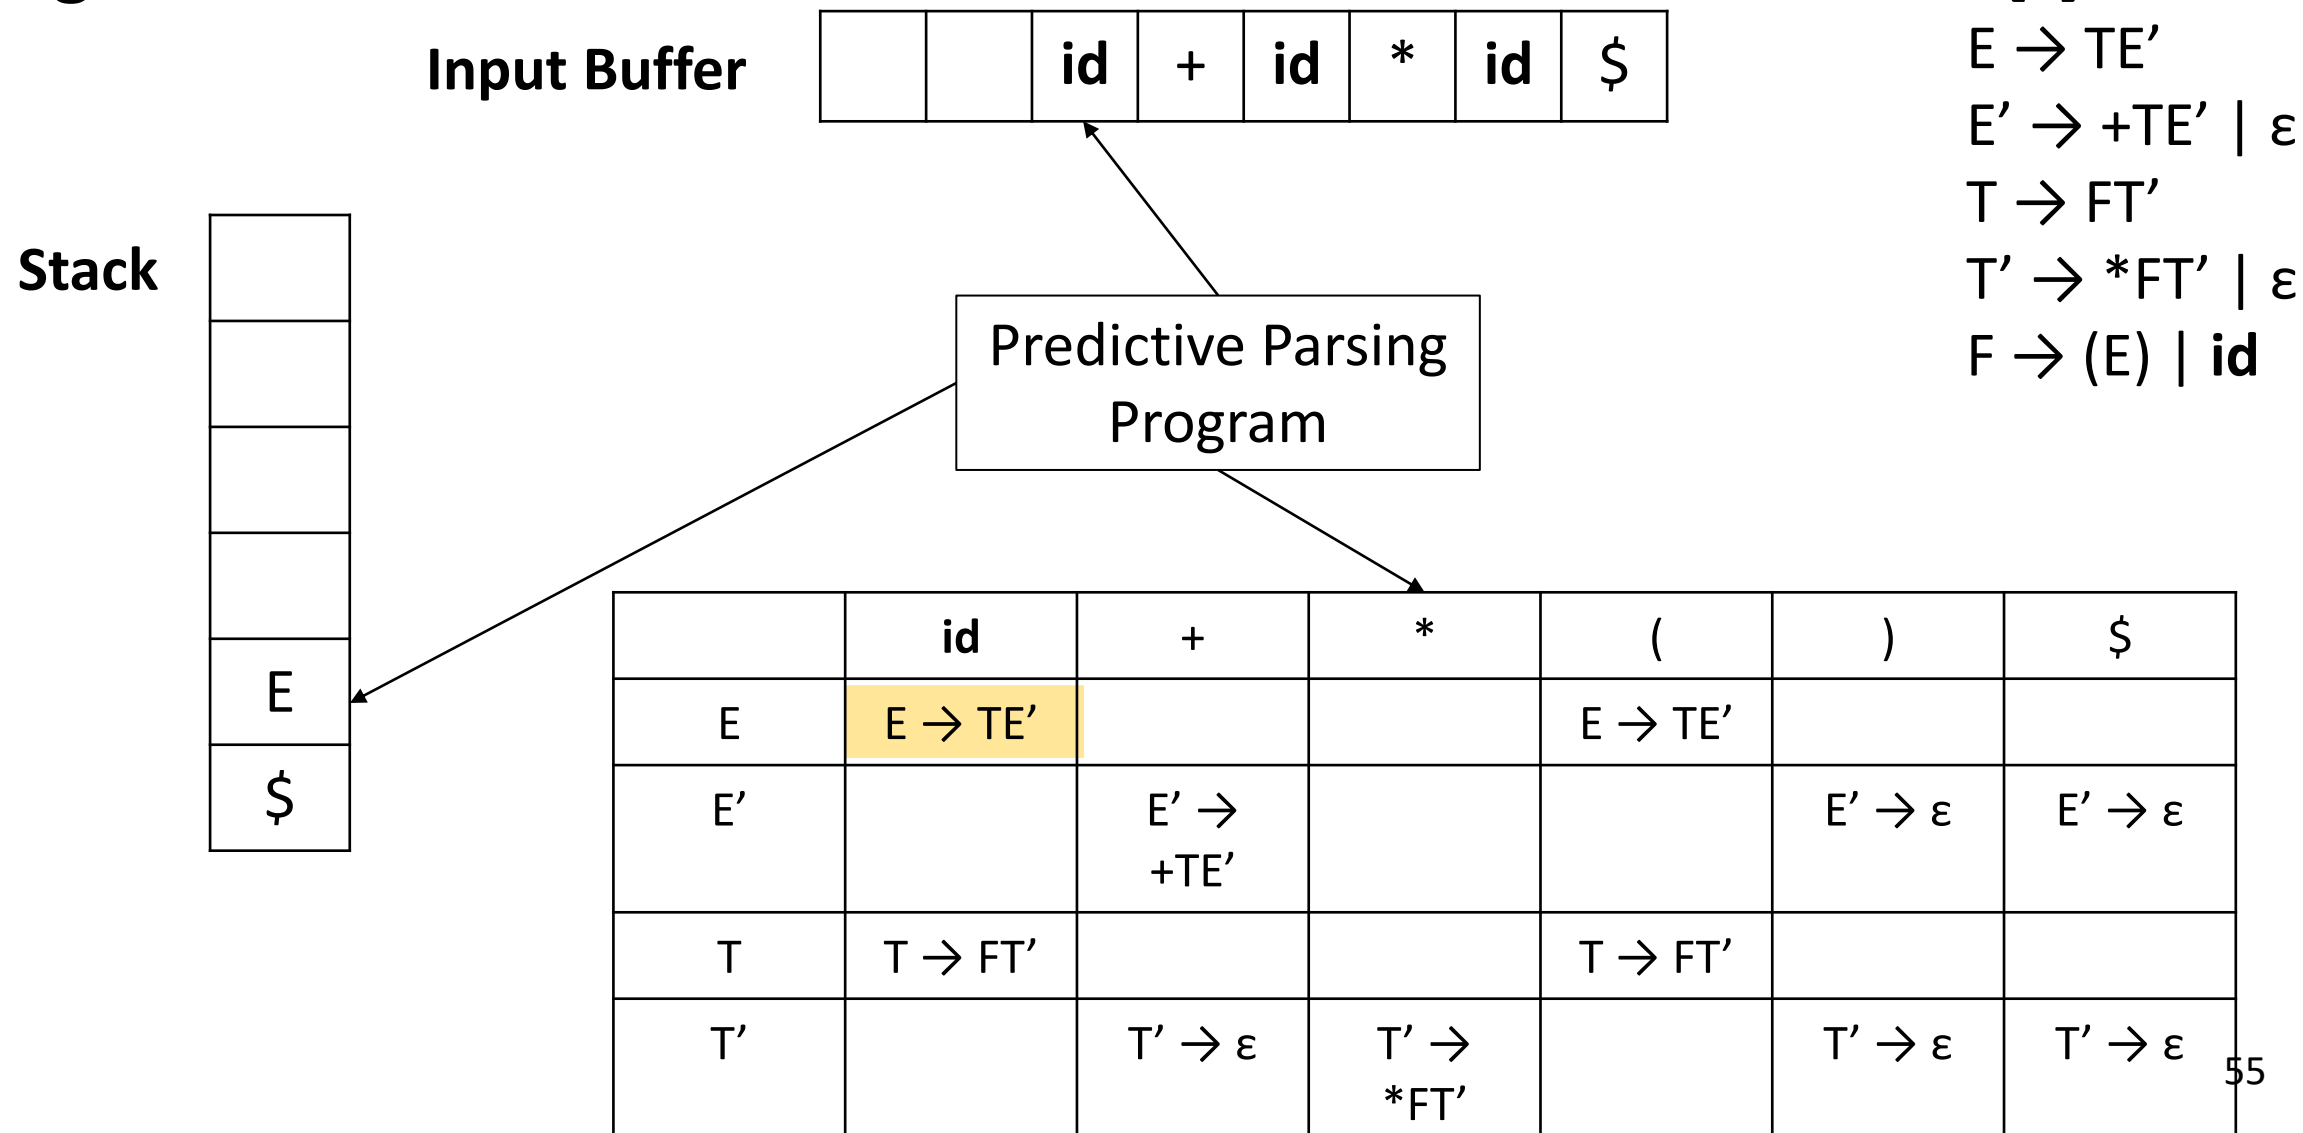 Input Buffer
id + id * id $
E → TE’
E’ → +TE’ | ε
T → FT’
T’ → *FT’ | ε
F → (E) | id
Stack
E
$
Predictive Parsing
Program
id + * ( ) $
E E → TE’ E → TE’
E’ E’ → E’ → ε E’ → ε
+TE’
T T → FT’ T → FT’
T’ T’ → ε T’ → T’ → ε T’ → ε
*FT’
55